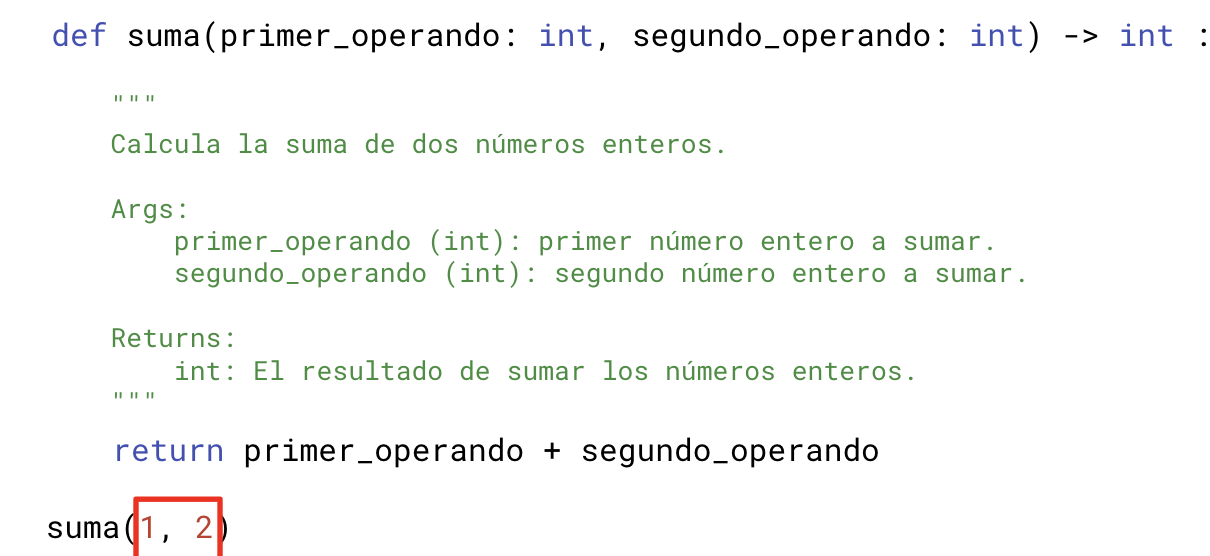 def suma(primer_operando: int, segundo_operando: int) -> int :
"""
Calcula la suma de dos números enteros.
Args:
primer_operando (int): primer número entero a sumar.
segundo_operando (int): segundo número entero a sumar.
Returns:
int: El resultado de sumar los números enteros.
"""
return primer_operando + segundo_operando
suma(1, 2)